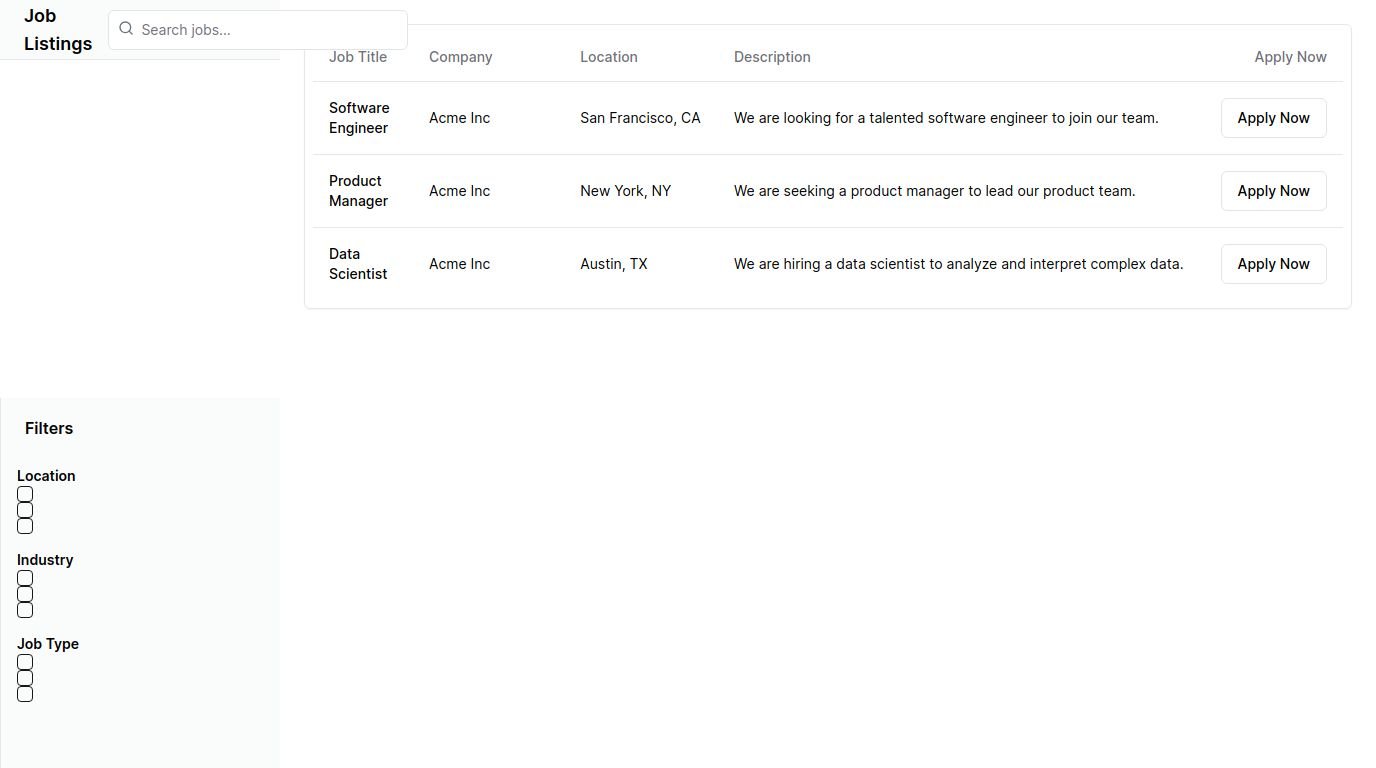 Job
Listings
Search jobs...
Job Title Company Location Description Apply Now
Software
Engineer
Acme Inc San Francisco, CA We are looking for a talented software engineer to join our team. Apply Now
Product
Manager
Acme Inc New York, NY We are seeking a product manager to lead our product team. Apply Now
Data
Scientist
Acme Inc Austin, TX We are hiring a data scientist to analyze and interpret complex data. Apply Now
Filters
Location
Industry
Job Type